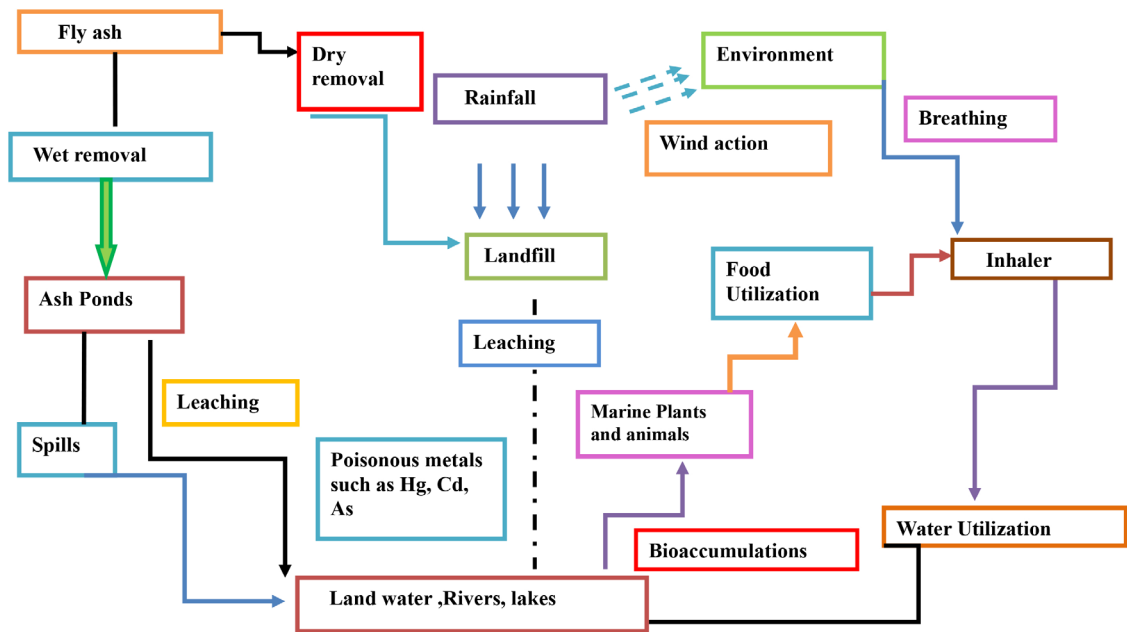 Fly ash
Dry
removal
Rainfall
Environment
Breathing
Wind action
Wet removal
Landfill
Food
Utilization
Inhaler
Ash Ponds
Leaching
Leaching
Marine Plants
and animals
Spills
Poisonous metals
such as Hg, Cd,
As
Water Utilization
Bioaccumulations
Land water ,Rivers, lakes